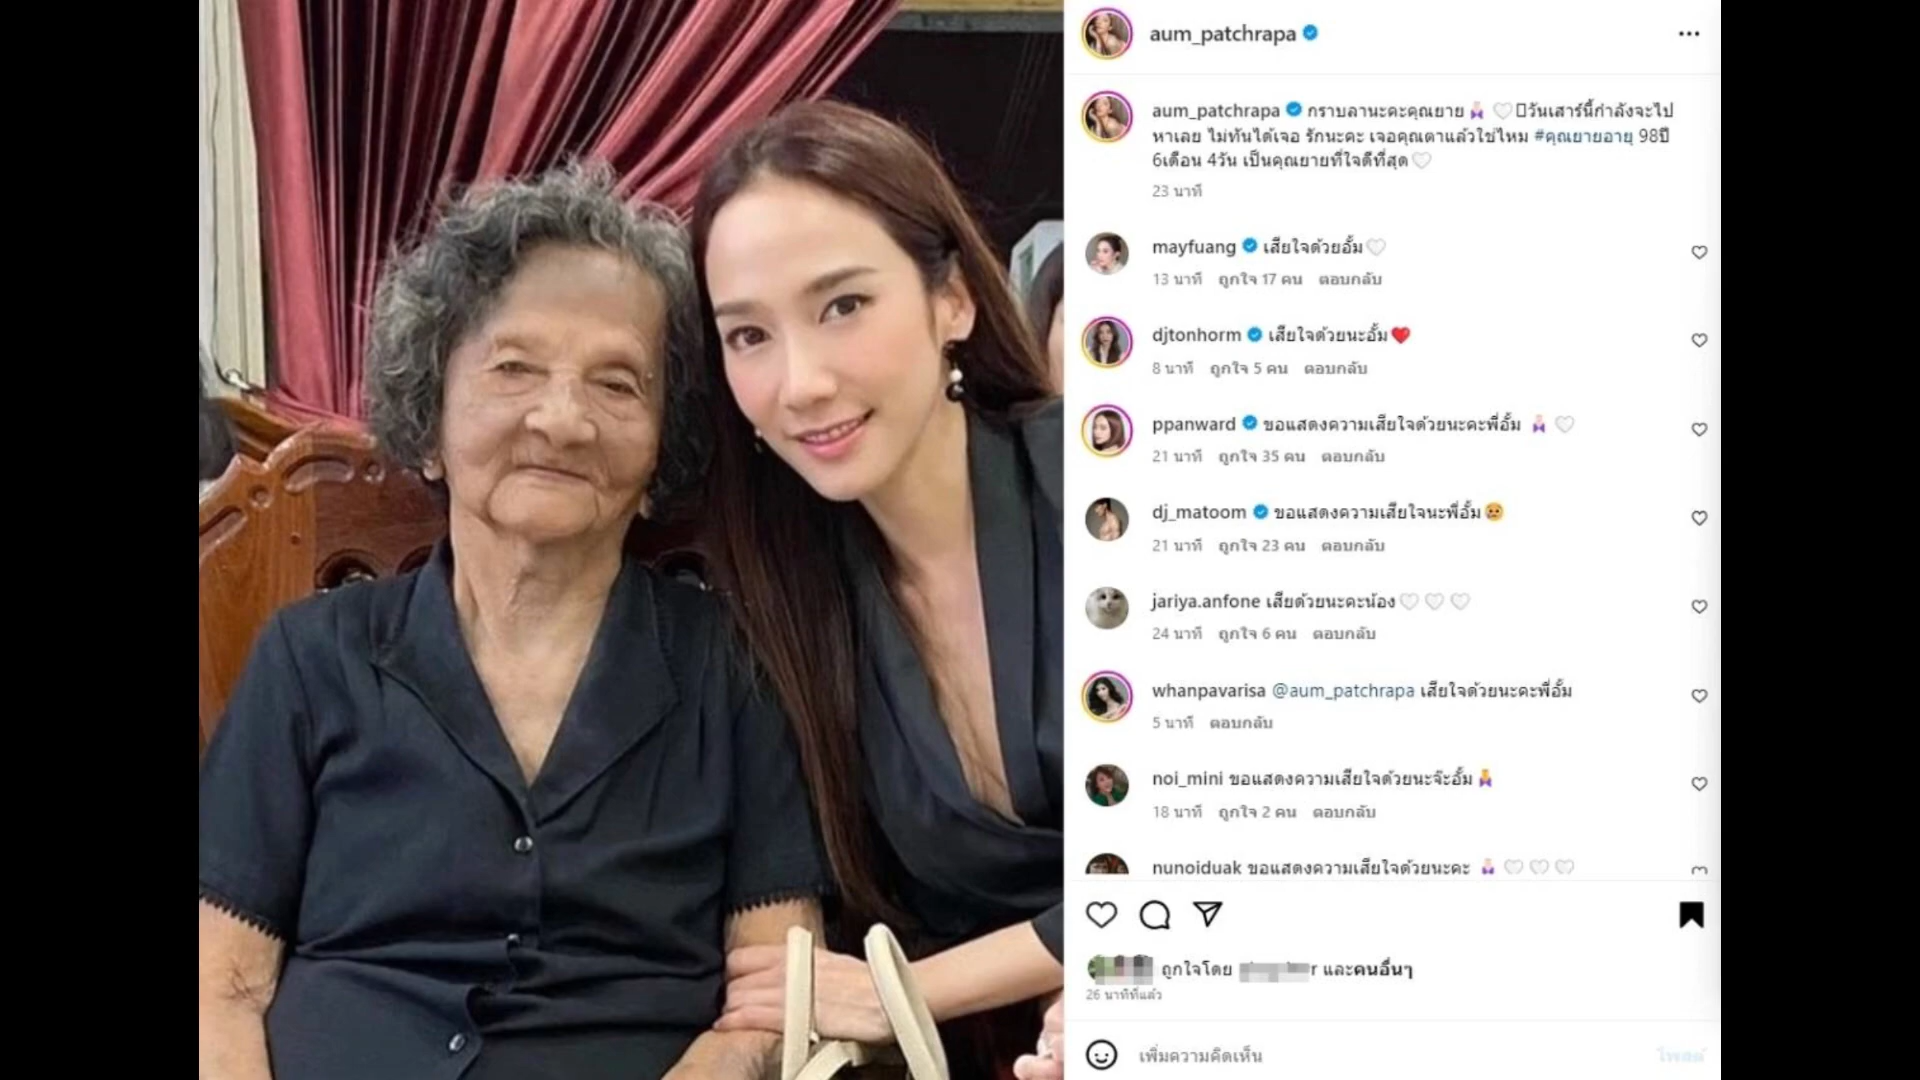 aum_patchrapa
aum_patchrapa กราบลานะคะคุณยาย🙏🏻🤍วันเสาร์นี้กำลังจะไป
หาเลย ไม่ทันได้เจอ รักนะคะ เจอคุณตาแล้วใช่ไหม #คุณยายอายุ 98ปี
6เดือน 4วัน เป็นคุณยายที่ใจดีที่สุด🤍
23 นาที
mayfuang เสียใจด้วยอั้ม🤍
13 นาที ถูกใจ 17 คน ตอบกลับ
djtonhorm เสียใจด้วยนะอั้ม❤️
8 นาที ถูกใจ 5 คน ตอบกลับ
ppanward ขอแสดงความเสียใจด้วยนะคะพี่อั้ม 🙏🏻 🤍
21 นาที ถูกใจ 35 คน ตอบกลับ
dj_matoom ขอแสดงความเสียใจนะพี่อั้ม😢
21 นาที ถูกใจ 23 คน ตอบกลับ
jariya.anfone เสียด้วยนะคะน้อง🤍🤍🤍
24 นาที ถูกใจ 6 คน ตอบกลับ
whanpavarisa @aum_patchrapa เสียใจด้วยนะคะพี่อั้ม
5 นาที ตอบกลับ
noi_mini ขอแสดงความเสียใจด้วยนะจ๊ะอั้ม🙏
18 นาที ถูกใจ 2 คน ตอบกลับ
nunoiduak ขอแสดงความเสียใจด้วยนะคะ 🙏🏻 🤍🤍🤍
ถูกใจโดย และคนอื่นๆ
26 นาทีที่แล้ว
เพิ่มความคิดเห็น
โพสต์